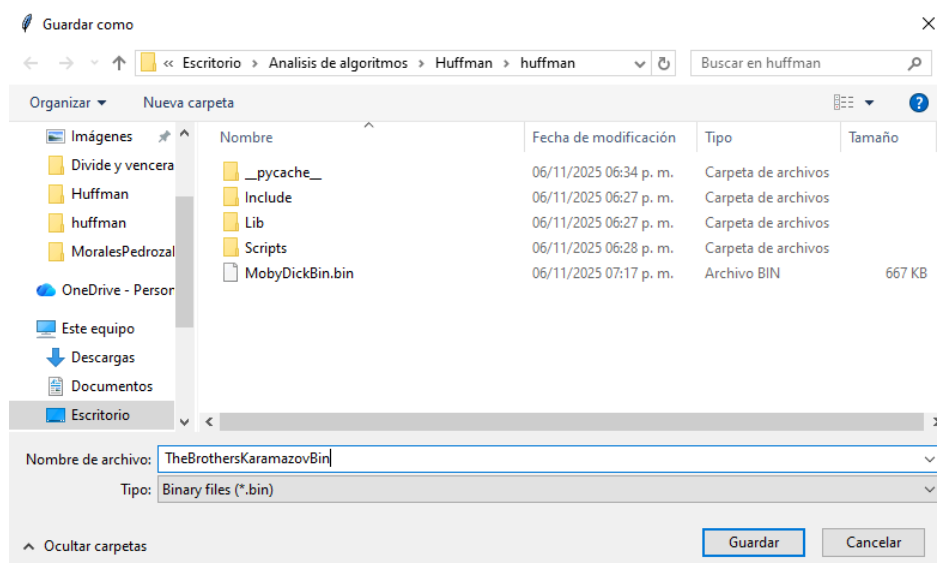 Guardar como
« Escritorio › Analisis de algoritmos › Huffman › huffman
Buscar en huffman
Organizar
Nueva carpeta
Imágenes
Divide y vencera
Huffman
huffman
MoralesPedrozal
OneDrive - Person
Este equipo
Descargas
Documentos
Escritorio
Nombre Fecha de modificación Tipo Tamaño
__pycache__ 06/11/2025 06:34 p. m. Carpeta de archivos
Include 06/11/2025 06:27 p. m. Carpeta de archivos
Lib 06/11/2025 06:27 p. m. Carpeta de archivos
Scripts 06/11/2025 06:28 p. m. Carpeta de archivos
MobyDickBin.bin 06/11/2025 07:17 p. m. Archivo BIN 667 KB
Nombre de archivo: TheBrothersKaramazovBin
Tipo: Binary files (*.bin)
Ocultar carpetas
Guardar
Cancelar